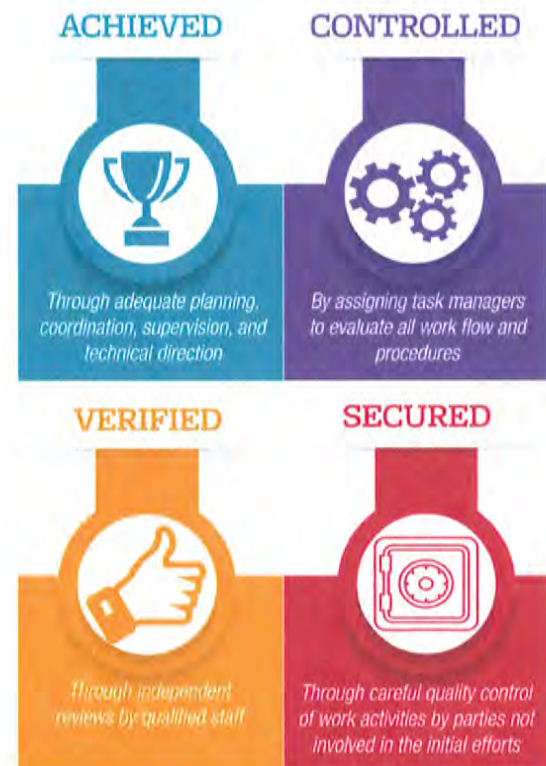 ACHIEVED
Through adequate planning,
coordination, supervision, and
technical direction
CONTROLLED
By assigning task managers
to evaluate all work flow and
procedures
VERIFIED
Through independent
reviews by qualified staff
SECURED
Through careful quality control
of work activities by parties not
involved in the initial efforts